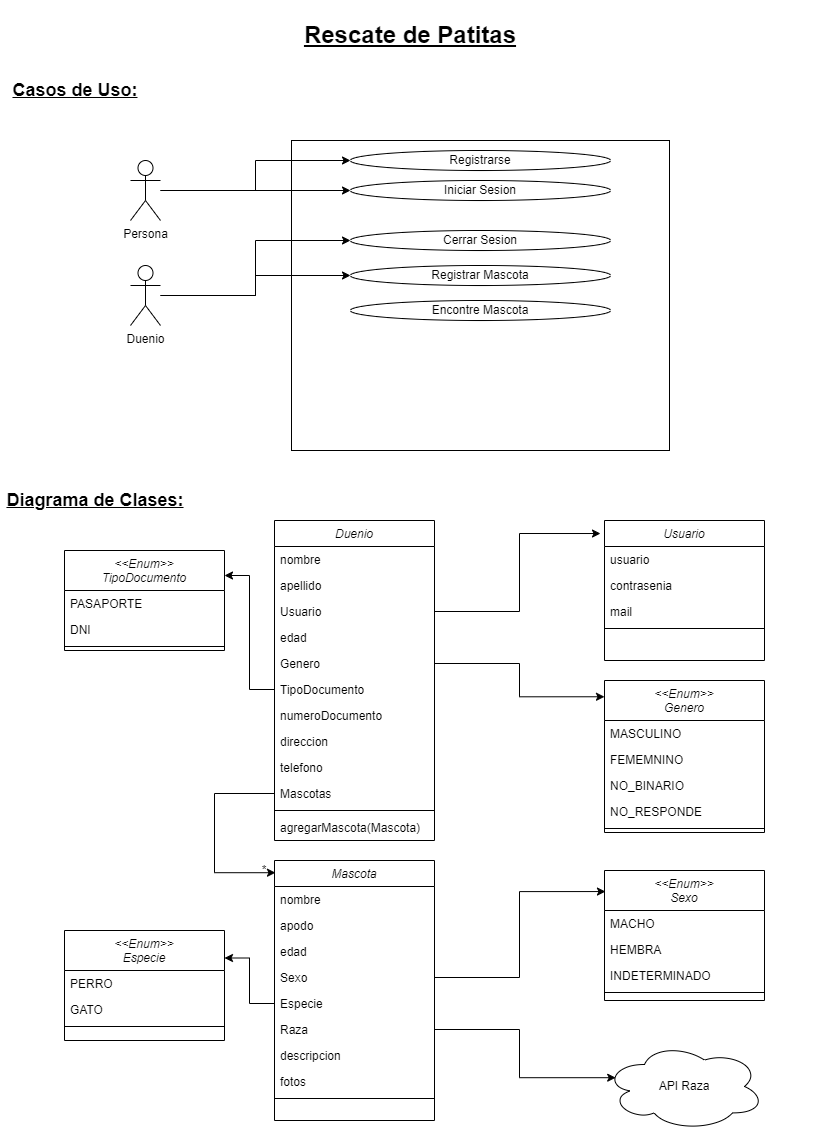 Rescate de Patitas
Casos de Uso:
Registrarse
Iniciar Sesion
Persona
Cerrar Sesion
Registrar Mascota
Encontre Mascota
Duenio
Diagrama de Clases:
<<Enum>>
TipoDocumento
PASAPORTE
DNI
Duenio
nombre
apellido
Usuario
edad
Genero
TipoDocumento
numeroDocumento
direccion
telefono
Mascotas
agregarMascota(Mascota)
Usuario
usuario
contrasenia
mail
<<Enum>>
Genero
MASCULINO
FEMEMNINO
NO_BINARIO
NO_RESPONDE
*
Mascota
nombre
apodo
edad
Sexo
Especie
Raza
descripcion
fotos
<<Enum>>
Especie
PERRO
GATO
<<Enum>>
Sexo
MACHO
HEMBRA
INDETERMINADO
API Raza